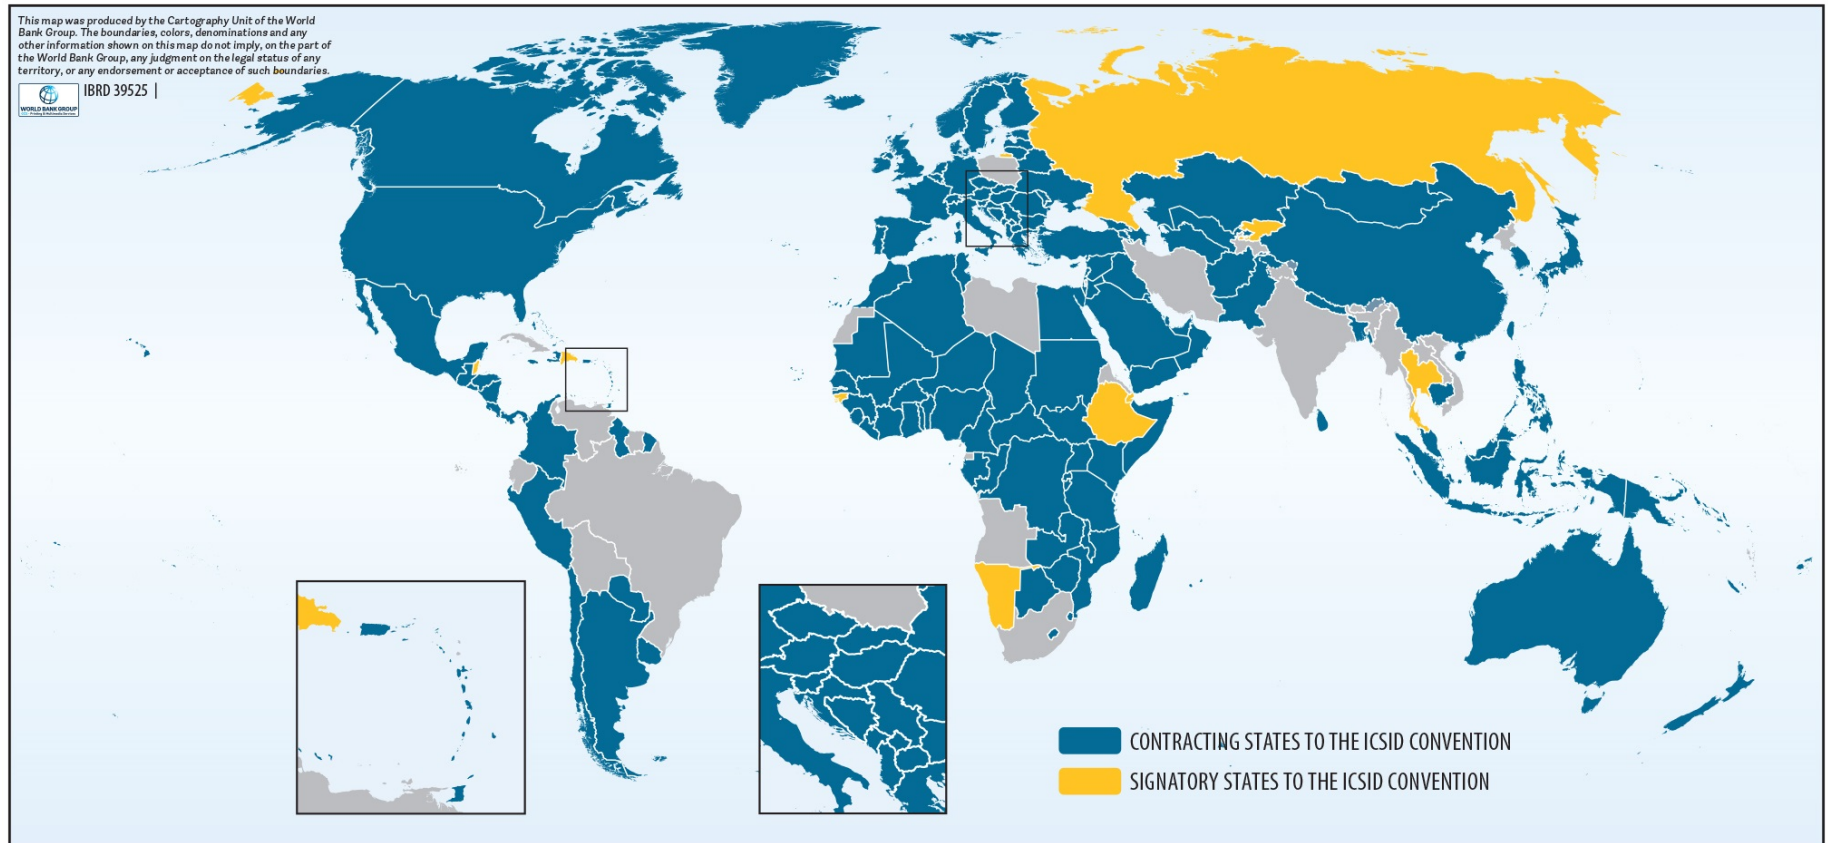 This map was produced by the Cartography Unit of the World
Bank Group. The boundaries, colors, denominations and any
other information shown on this map do not imply, on the part of
the World Bank Group, any judgment on the legal status of any
territory, or any endorsement or acceptance of such boundaries.
WORLD BANK GROUP
Printing & Multimedia Services
IBRD 39525 |
CONTRACTING STATES TO THE ICSID CONVENTION
SIGNATORY STATES TO THE ICSID CONVENTION